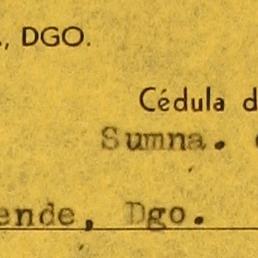 ., DGO.
Cédula d
Sumna.
ende, Dgo.